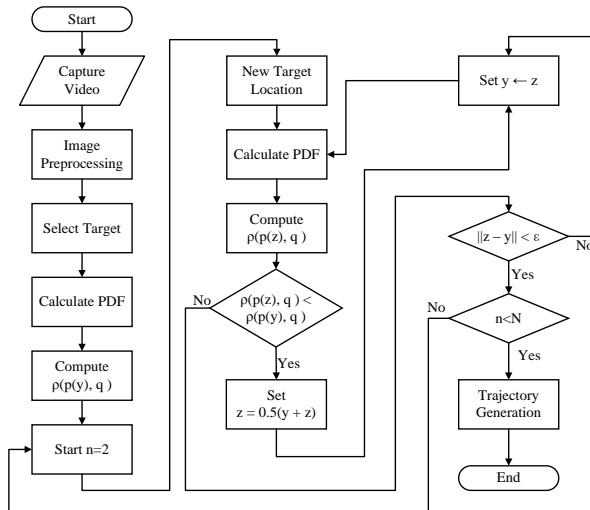 Start
Capture
Video
Image
Preprocessing
Select Target
Calculate PDF
Compute
ρ(p(y), q )
Start n=2
New Target
Location
Calculate PDF
Compute
ρ(p(z), q )
No
ρ(p(z), q ) <
ρ(p(y), q )
Yes
Set
z = 0.5(y + z)
Set y ← z
||z – y|| < ε
No
Yes
No
n<N
Yes
Trajectory
Generation
End